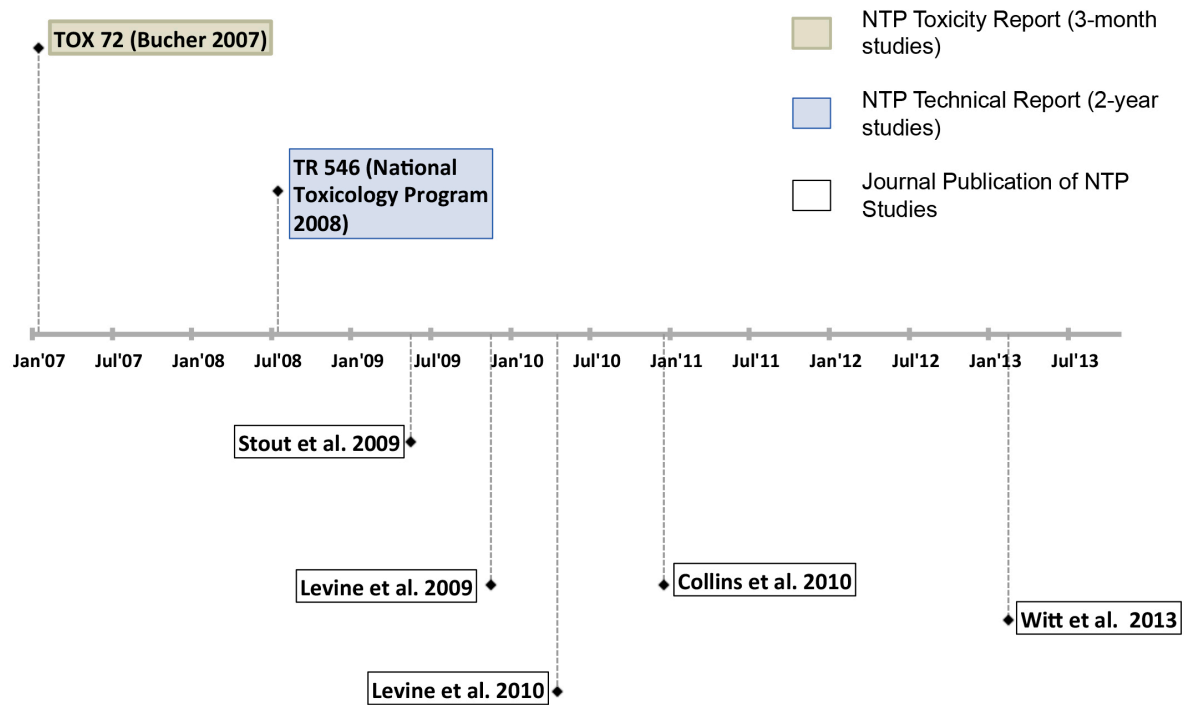 TOX 72 (Bucher 2007)
NTP Toxicity Report (3-month
studies)
NTP Technical Report (2-year
studies)
Journal Publication of NTP
Studies
TR 546 (National
Toxicology Program
2008)
Jan'07 Jul'07 Jan'08 Jul'08 Jan'09 Jul'09 Jan'10 Jul'10 Jan'11 Jul'11 Jan'12 Jul'12 Jan'13 Jul'13
Stout et al. 2009
Levine et al. 2009
Collins et al. 2010
Witt et al.  2013
Levine et al. 2010